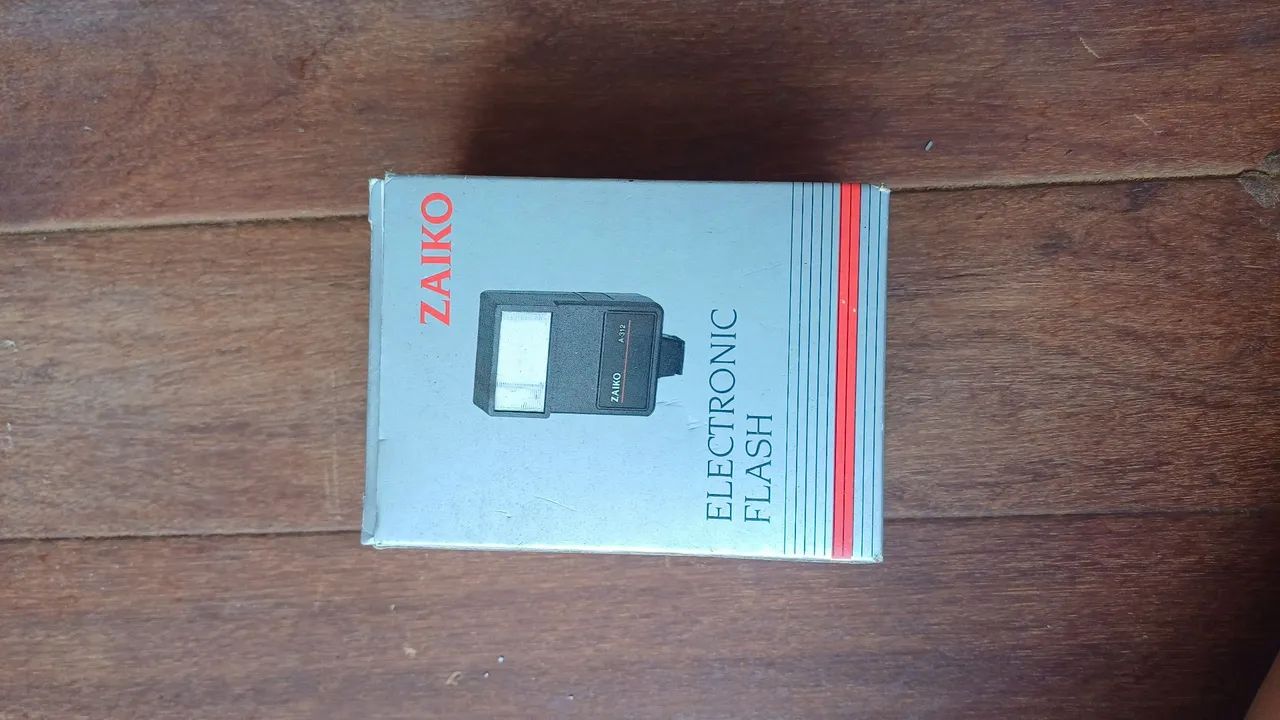 ZAIKO
ZAIKO A-312
ELECTRONIC
FLASH